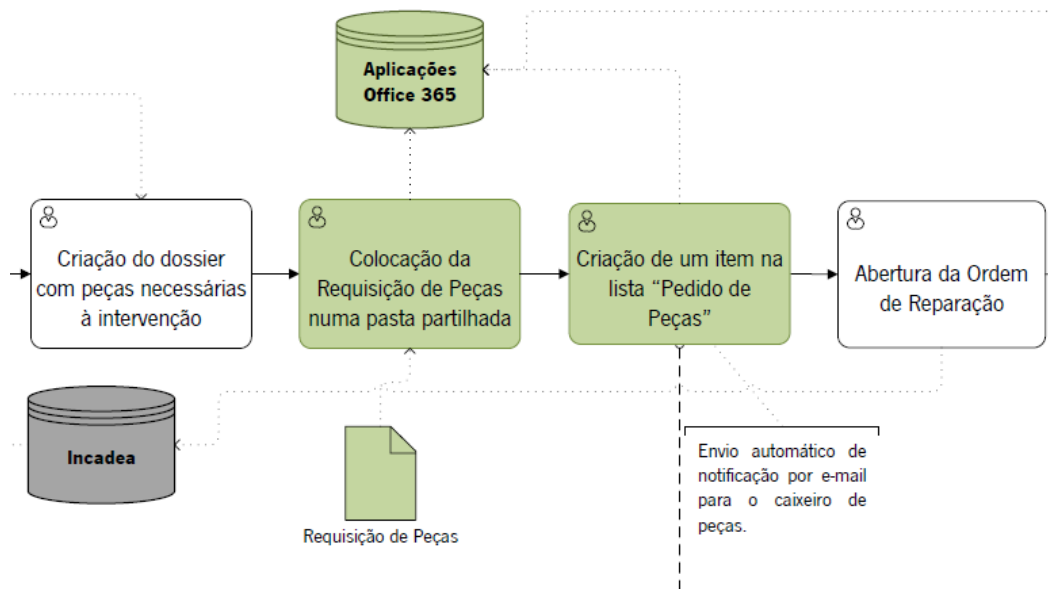 Aplicações
Office 365
Criação do dossier
com peças necessárias
à intervenção
Colocação da
Requisição de Peças
numa pasta partilhada
Criação de um item na
lista “Pedido de
Peças”
Abertura da Ordem
de Reparação
Incadea
Requisição de Peças
Envio automático de
notificação por e-mail
para o caixeiro de
peças.